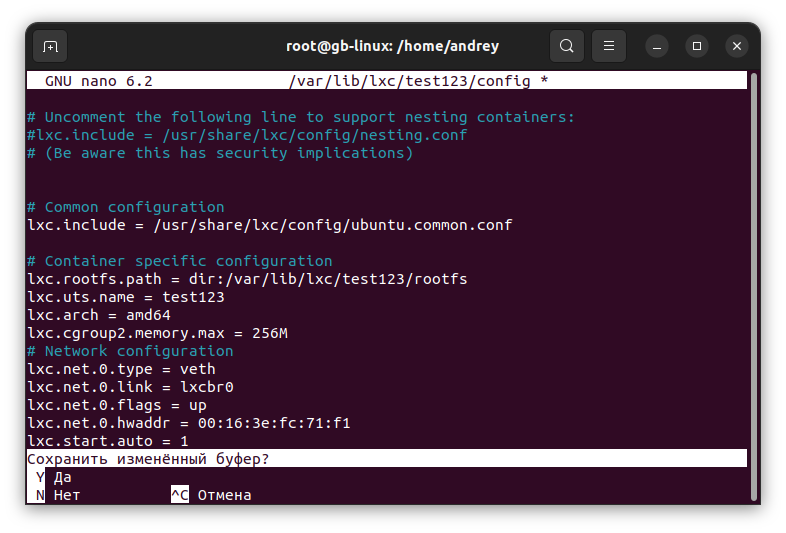 root@gb-linux: /home/andrey
GNU nano 6.2 /var/lib/lxc/test123/config *
# Uncomment the following line to support nesting containers:
#lxc.include = /usr/share/lxc/config/nesting.conf
# (Be aware this has security implications)
# Common configuration
lxc.include = /usr/share/lxc/config/ubuntu.common.conf
# Container specific configuration
lxc.rootfs.path = dir:/var/lib/lxc/test123/rootfs
lxc.uts.name = test123
lxc.arch = amd64
lxc.cgroup2.memory.max = 256M
# Network configuration
lxc.net.0.type = veth
lxc.net.0.link = lxcbr0
lxc.net.0.flags = up
lxc.net.0.hwaddr = 00:16:3e:fc:71:f1
lxc.start.auto = 1
Сохранить изменённый буфер?
Y Да
N Нет ^C Отмена